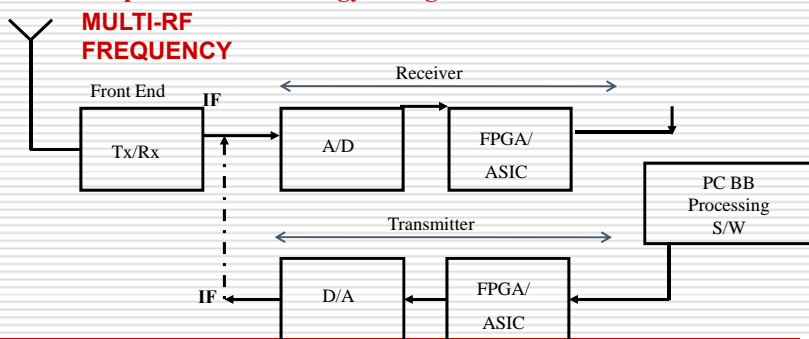 MULTI-RF
FREQUENCY
Receiver
Front End
IF
Tx/Rx
A/D
FPGA/
ASIC
PC BB
Processing
S/W
Transmitter
IF
D/A
FPGA/
ASIC